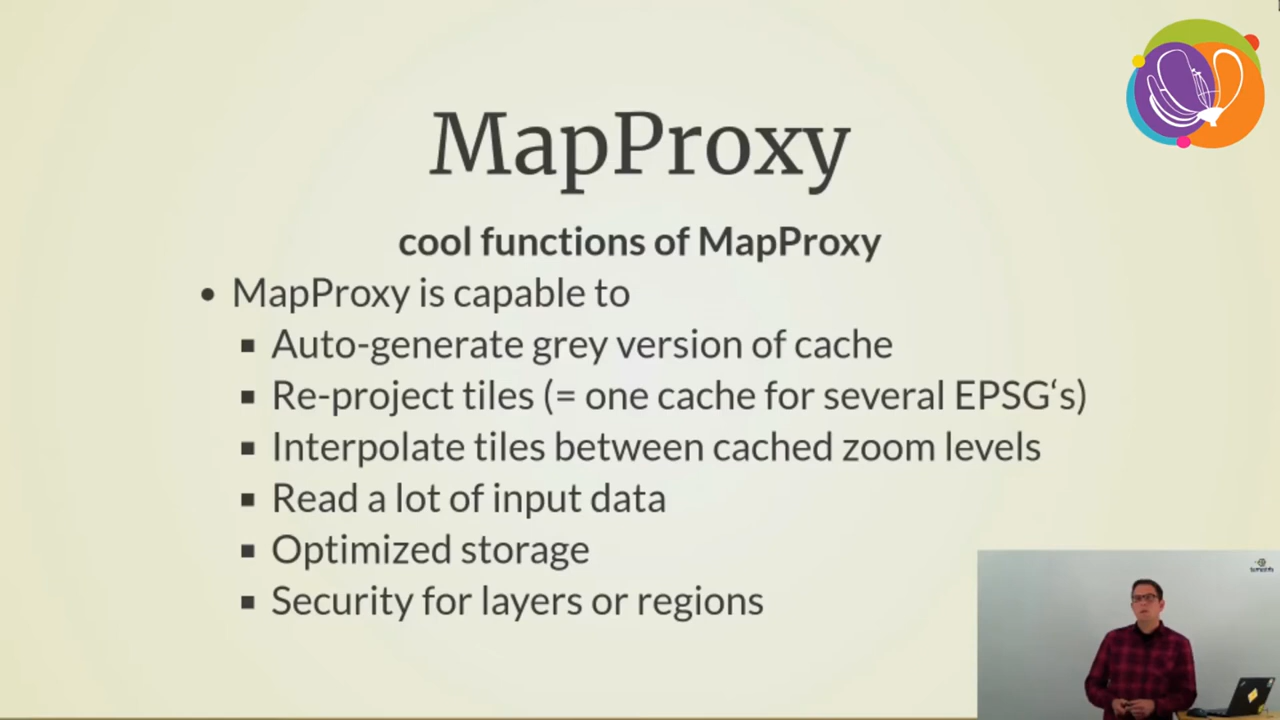 MapProxy
cool functions of MapProxy
• MapProxy is capable to
▪ Auto-generate grey version of cache
▪ Re-project tiles (= one cache for several EPSG‘s)
▪ Interpolate tiles between cached zoom levels
▪ Read a lot of input data
▪ Optimized storage
▪ Security for layers or regions